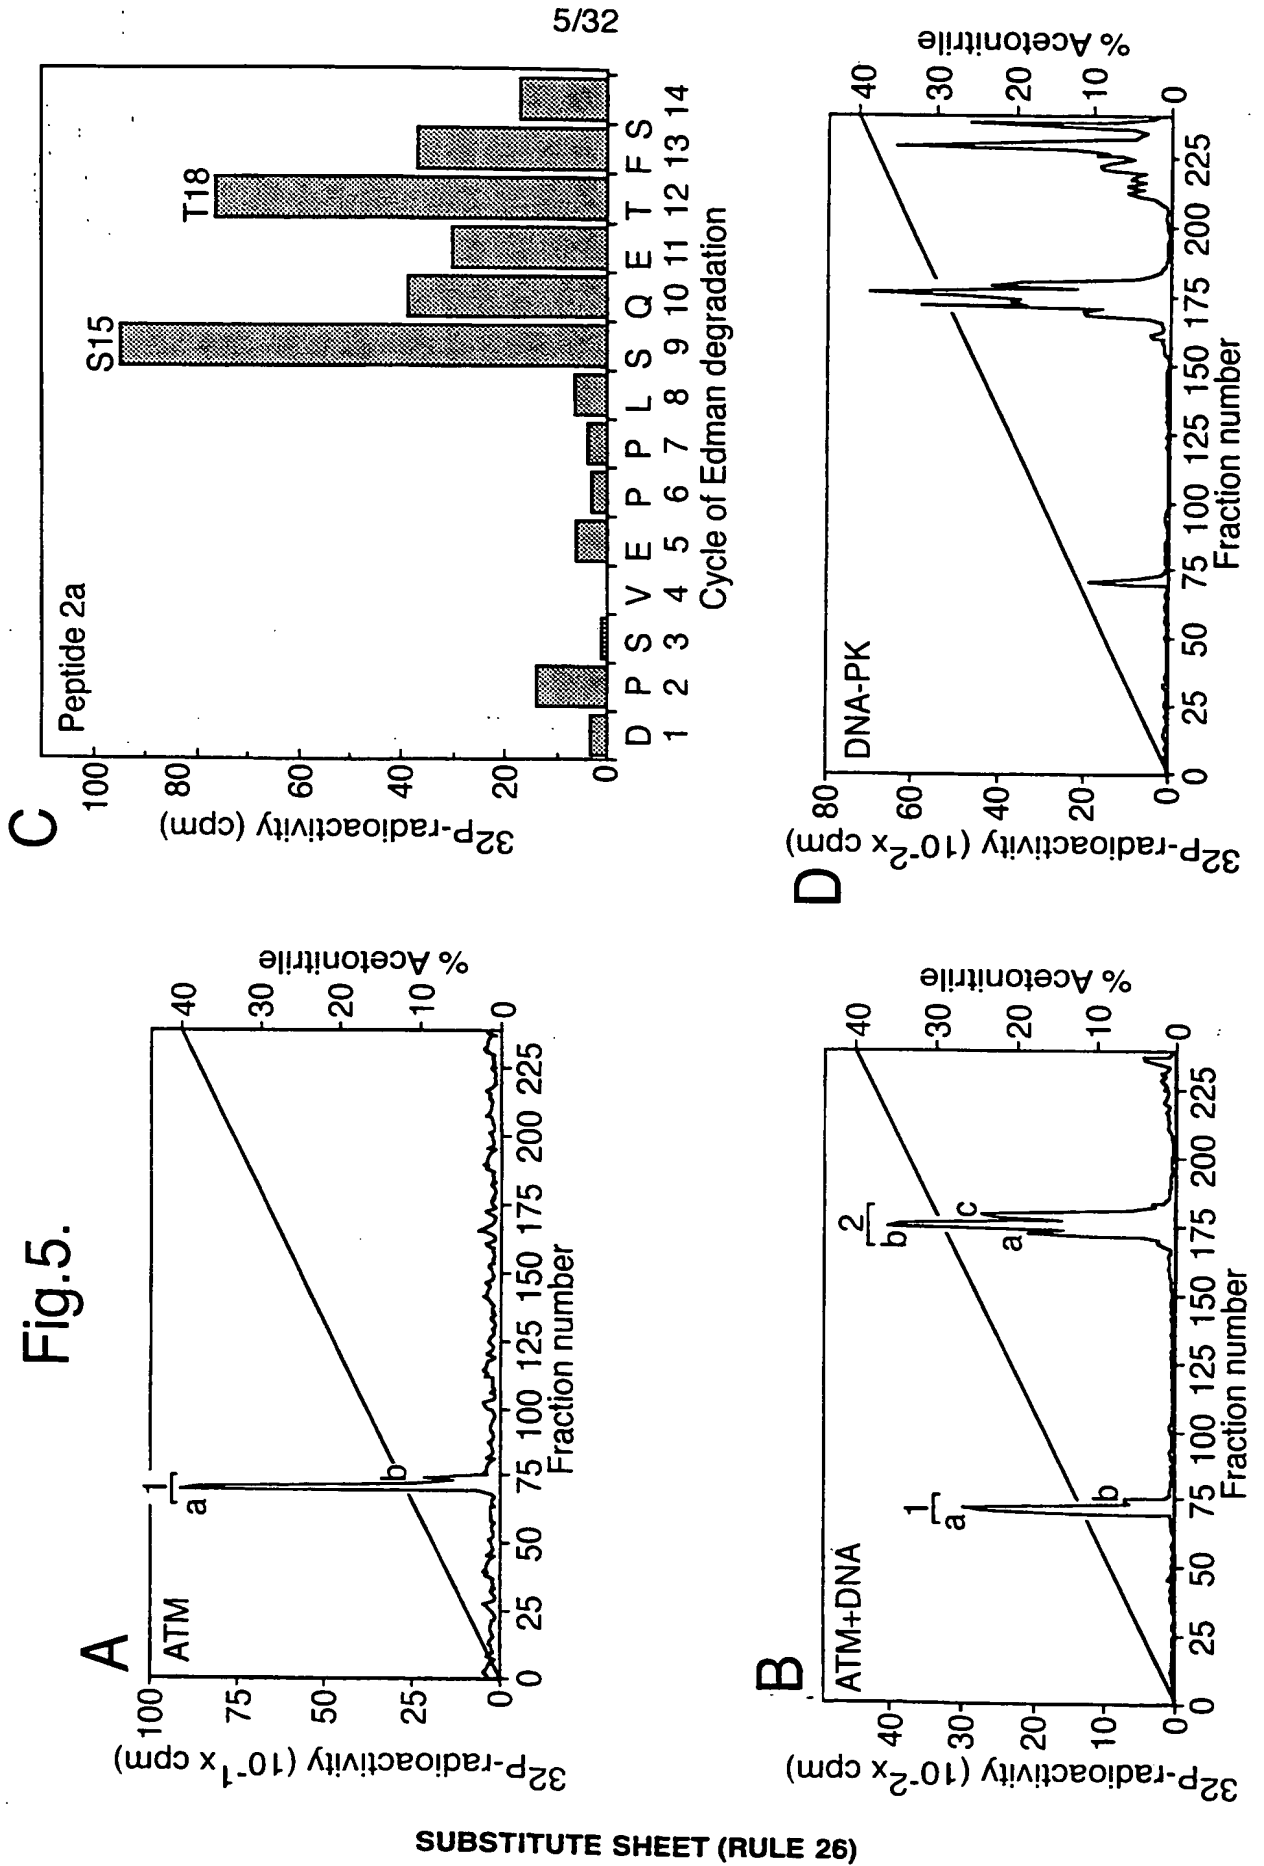 5/32
Fig.5.
A
ATM
32P-radioactivity (10-1 x cpm)
100
75
50
25
0
1
a
b
40
30
20
10
0
% Acetonitrile
0 25 50 75 100 125 150 175 200 225
Fraction number
B
ATM+DNA
32P-radioactivity (10-2 x cpm)
40
30
20
10
0
1
a
b
2
a
b
c
40
30
20
10
0
% Acetonitrile
0 25 50 75 100 125 150 175 200 225
Fraction number
C
Peptide 2a
32P-radioactivity (cpm)
100
80
60
40
20
0
S15
T18
D P S V E P P L S Q E T F S
1 2 3 4 5 6 7 8 9 10 11 12 13 14
Cycle of Edman degradation
D
DNA-PK
32P-radioactivity (10-2 x cpm)
80
60
40
20
0
40
30
20
10
0
% Acetonitrile
0 25 50 75 100 125 150 175 200 225
Fraction number
SUBSTITUTE SHEET (RULE 26)